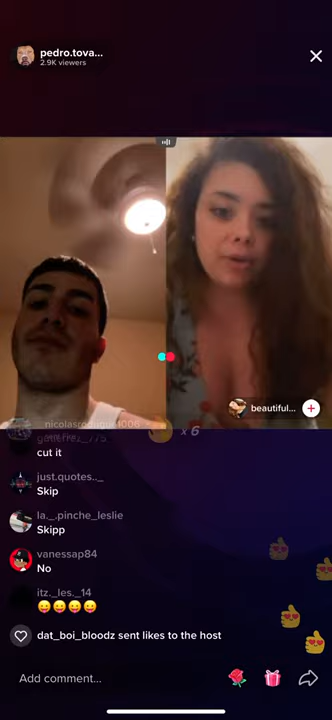 pedro.tova...
2.9K viewers
beautiful...
x 6
cut it
just.quotes.._
Skip
la._.pinche_leslie
Skipp
vanessap84
No
itz._les._14
😛😛😛😛
dat_boi_bloodz sent likes to the host
Add comment...